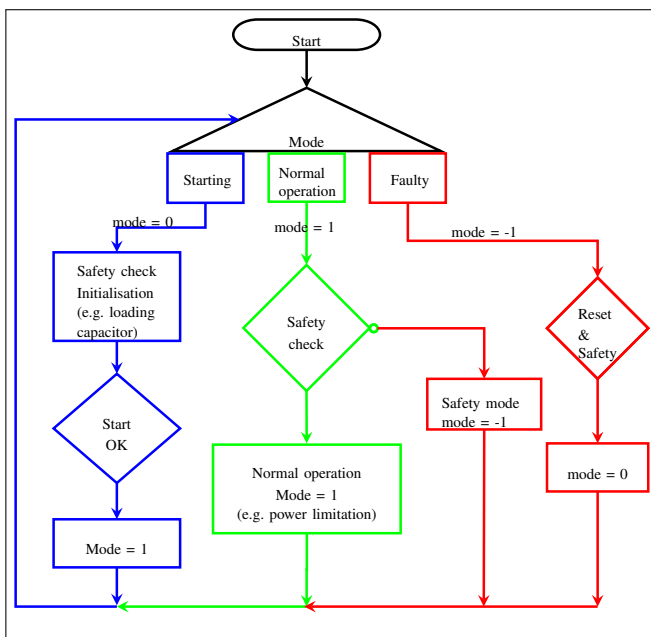 Start
Mode
Starting
Normal
operation
Faulty
mode = 0
mode = 1
mode = -1
Safety check
Initialisation
(e.g. loading
capacitor)
Safety
check
Reset
&
Safety
Start
OK
Safety mode
mode = -1
Normal operation
Mode = 1
(e.g. power limitation)
mode = 0
Mode = 1